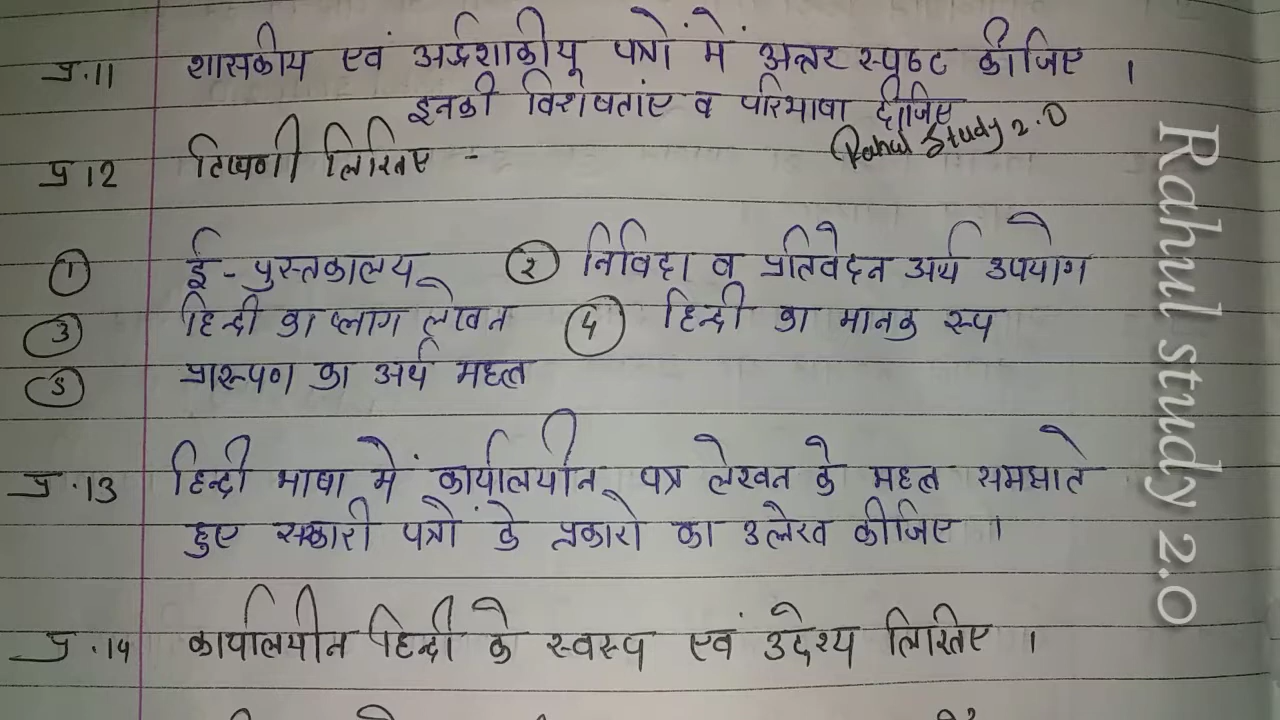 प्र.11 शासकीय एवं अर्द्धशाकीय पत्रों में अन्तर स्पष्ट कीजिए ।
इनकी विशेषतांए व परिभाषा दीजिए
Rahul Study 2.0
प्र 12 टिप्पणी लिखिए -
① ई - पुस्तकालय ② निविदा व प्रतिवेदन अर्थ उपयोग
③ हिन्दी का ब्लाग लेखन ④ हिन्दी का मानक रूप
⑤ प्रारूपण का अर्थ महत्व
प्र.13 हिन्दी भाषा में कार्यालयीन पत्र लेखन के महत्व समझाते
हुए सरकारी पत्रों के प्रकारो का उल्लेख कीजिए ।
प्र.14 कार्यालयीन हिन्दी के स्वरूप एवं उद्देश्य लिखिए ।
Rahul study 2.0